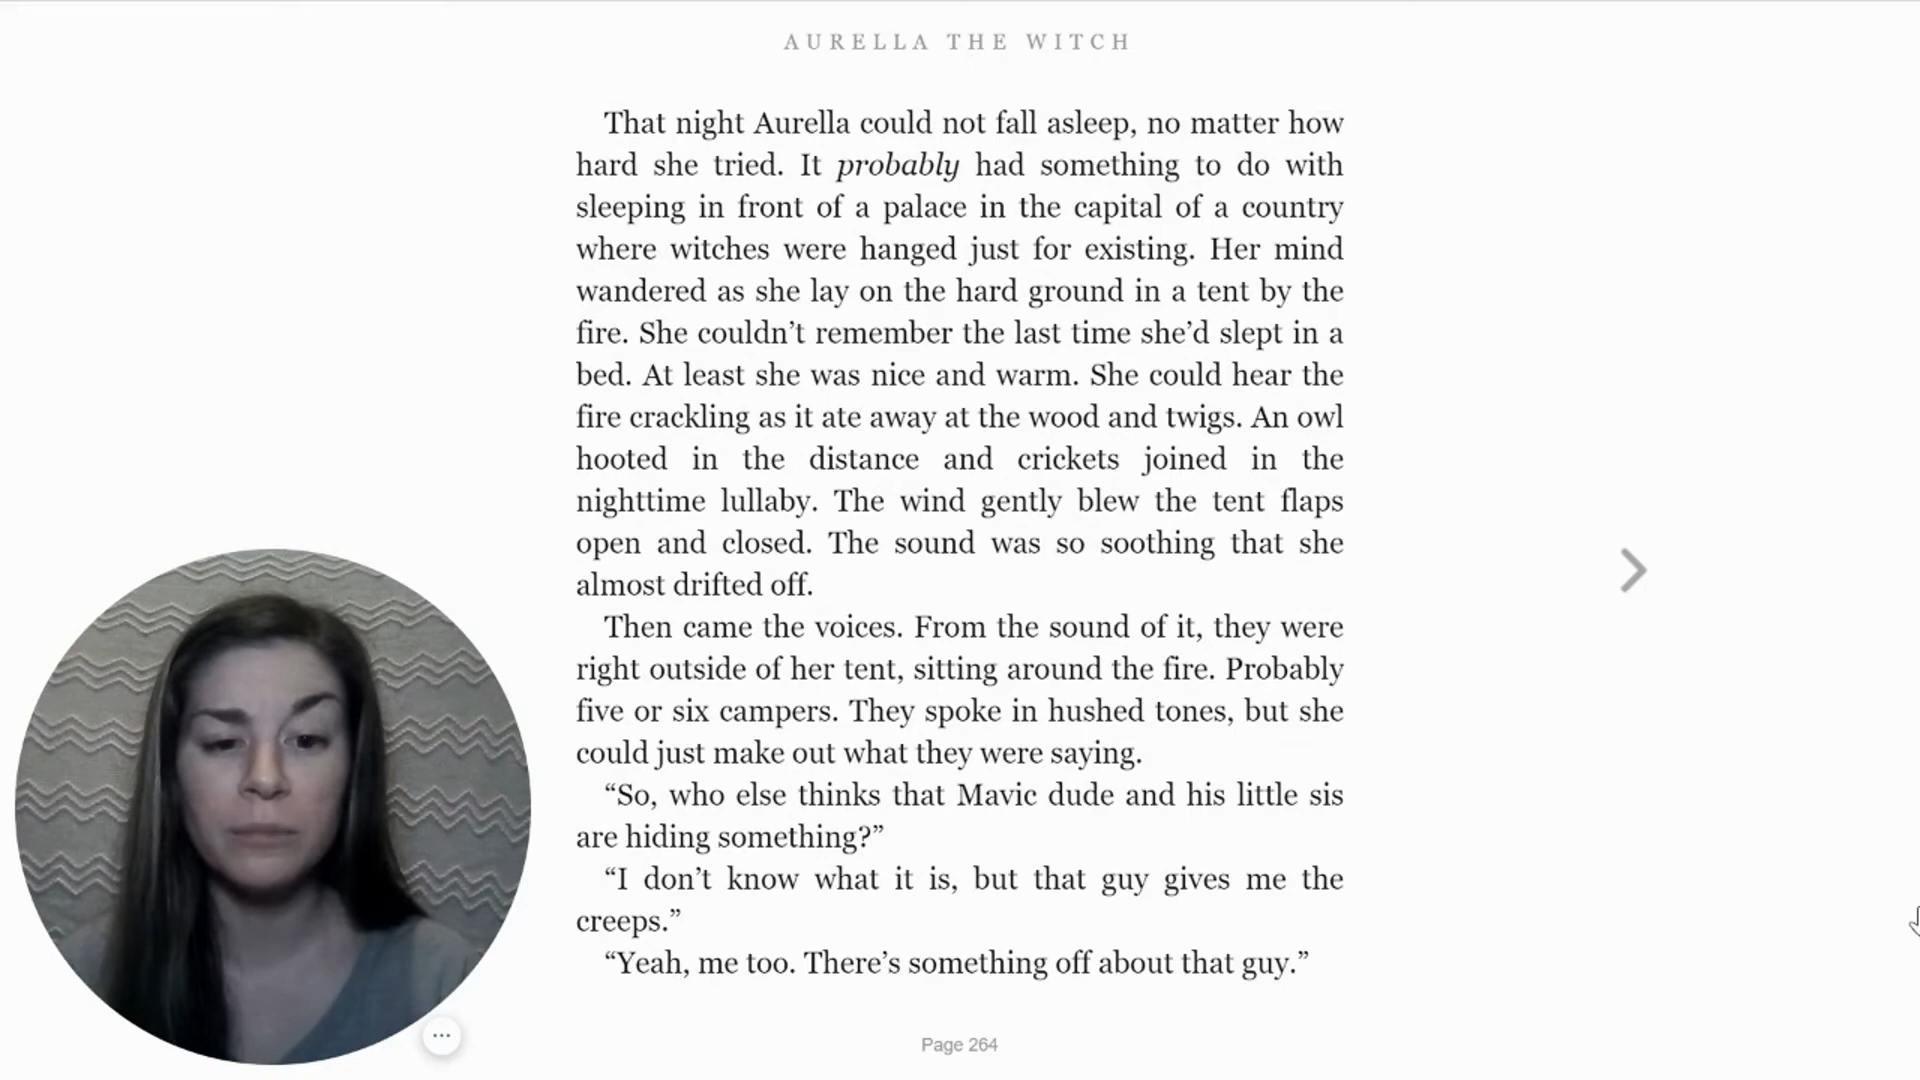 AURELLA THE WITCH
That night Aurella could not fall asleep, no matter how
hard she tried. It probably had something to do with
sleeping in front of a palace in the capital of a country
where witches were hanged just for existing. Her mind
wandered as she lay on the hard ground in a tent by the
fire. She couldn’t remember the last time she’d slept in a
bed. At least she was nice and warm. She could hear the
fire crackling as it ate away at the wood and twigs. An owl
hooted in the distance and crickets joined in the
nighttime lullaby. The wind gently blew the tent flaps
open and closed. The sound was so soothing that she
almost drifted off.
Then came the voices. From the sound of it, they were
right outside of her tent, sitting around the fire. Probably
five or six campers. They spoke in hushed tones, but she
could just make out what they were saying.
“So, who else thinks that Mavic dude and his little sis
are hiding something?”
“I don’t know what it is, but that guy gives me the
creeps.”
“Yeah, me too. There’s something off about that guy.”
Page 264